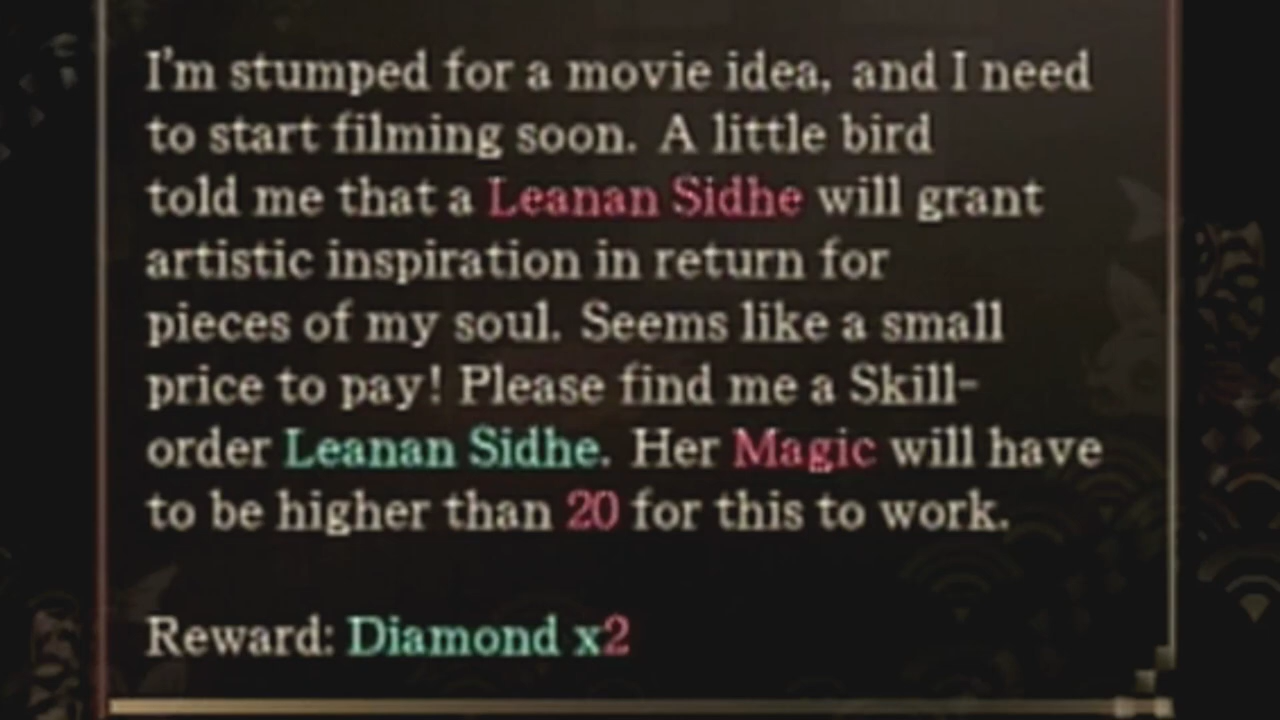 I'm stumped for a movie idea, and I need
to start filming soon. A little bird
told me that a Leanan Sidhe will grant
artistic inspiration in return for
pieces of my soul. Seems like a small
price to pay! Please find me a Skill-
order Leanan Sidhe. Her Magic will have
to be higher than 20 for this to work.
Reward: Diamond x2